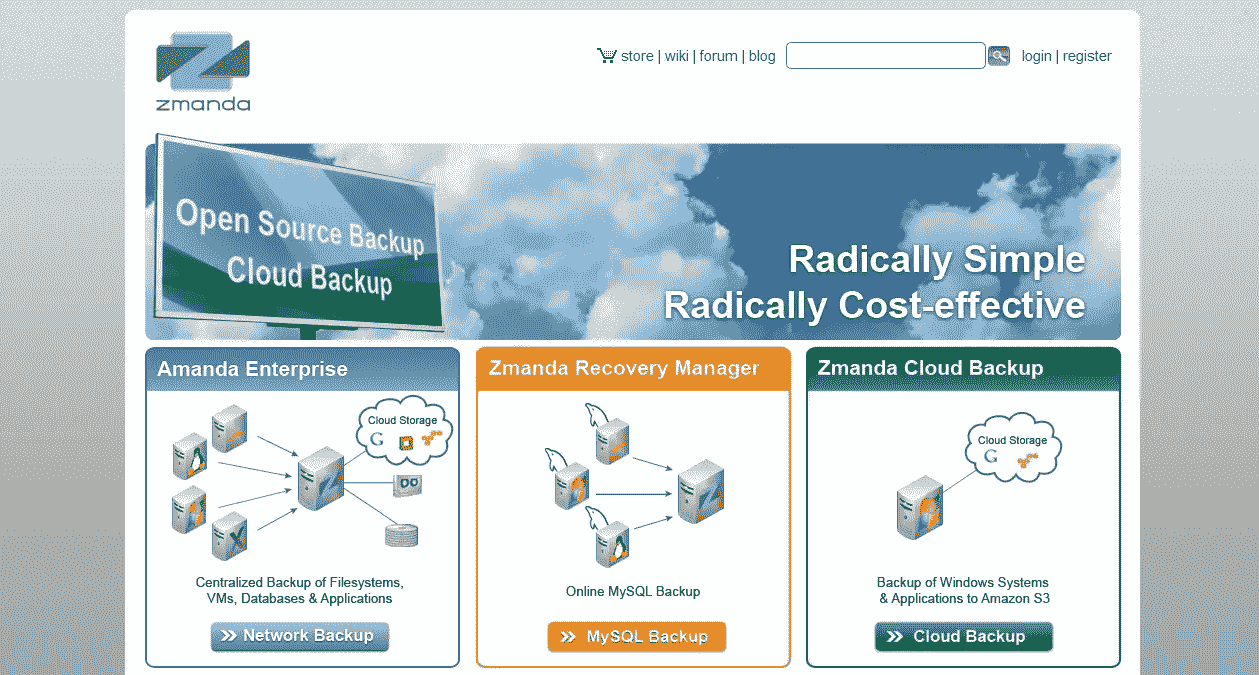 zmanda
store | wiki | forum | blog
login | register
Open Source Backup
Cloud Backup
Radically Simple
Radically Cost-effective
Amanda Enterprise
Cloud Storage
G
Centralized Backup of Filesystems,
VMs, Databases & Applications
Network Backup
Zmanda Recovery Manager
Online MySQL Backup
MySQL Backup
Zmanda Cloud Backup
Cloud Storage
G
Backup of Windows Systems
& Applications to Amazon S3
Cloud Backup